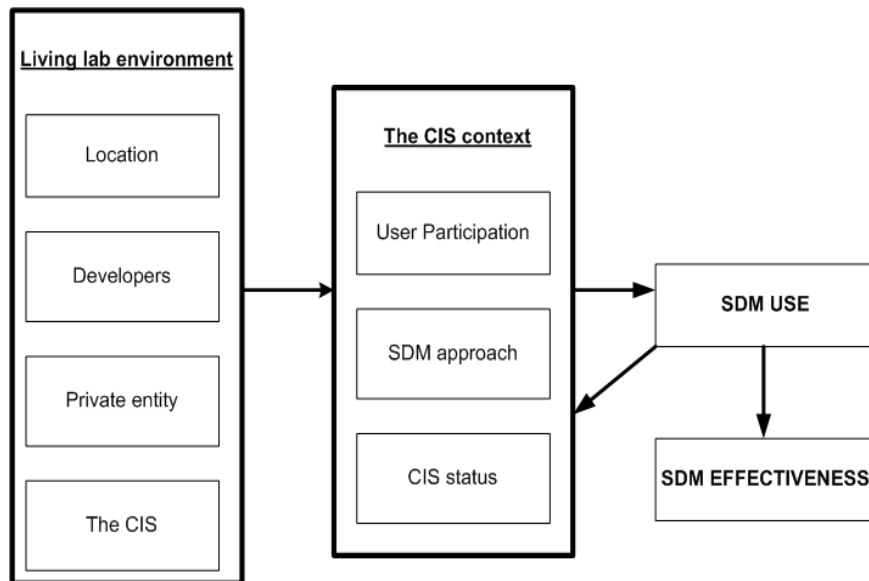 Living lab environment
Location
Developers
Private entity
The CIS
The CIS context
User Participation
SDM approach
CIS status
SDM USE
SDM EFFECTIVENESS